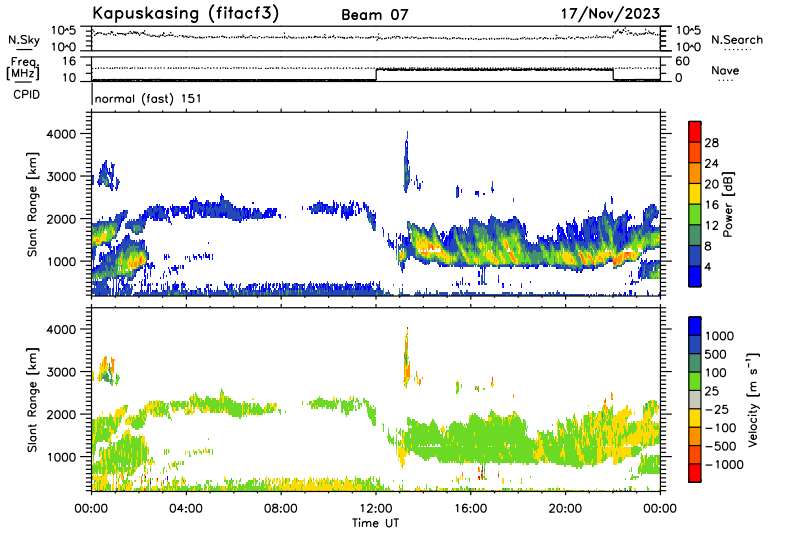 Kapuskasing (fitacf3) Beam 07 17/Nov/2023
N.Sky 10^5 10^0 10^5 10^0 N.Search
Freq. [MHz] 16 10 60 0 Nave
CPID normal (fast) 151
Slant Range [km] 4000 3000 2000 1000
28 24 20 16 12 8 4 Power [dB]
Slant Range [km] 4000 3000 2000 1000
1000 500 100 25 −25 −100 −500 −1000 Velocity [m s⁻¹]
00:00 04:00 08:00 12:00 16:00 20:00 00:00
Time UT